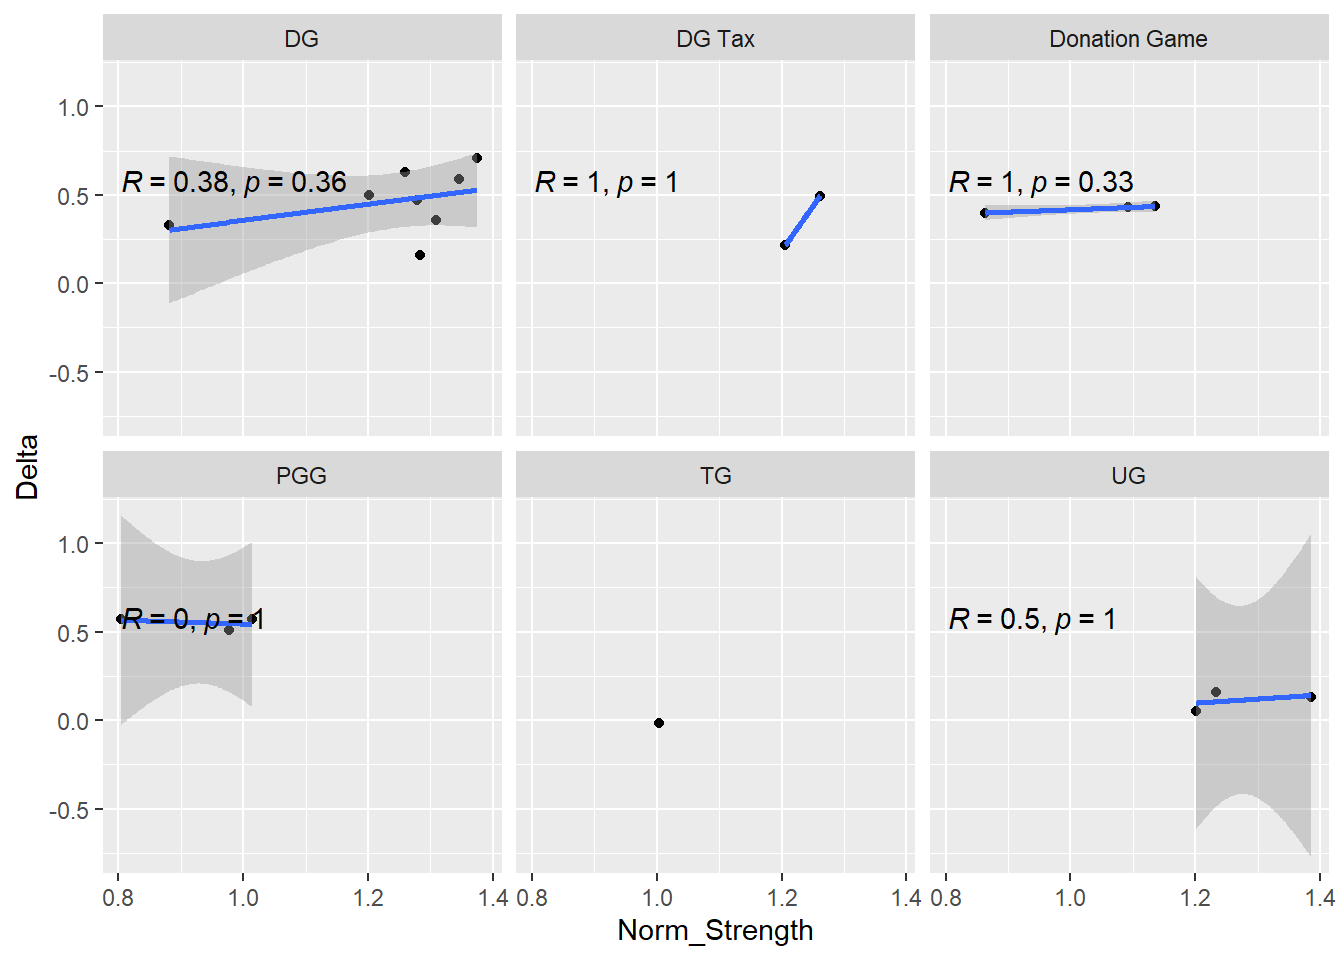 DG DG Tax Donation Game
1.0
R = 0.38, p = 0.36 R = 1, p = 1 R = 1, p = 0.33
0.5
0.0
-0.5
Delta
PGG TG UG
1.0
R = 0, p = 1 R = 0.5, p = 1
0.5
0.0
-0.5
0.8 1.0 1.2 1.4 0.8 1.0 1.2 1.4 0.8 1.0 1.2 1.4
Norm_Strength